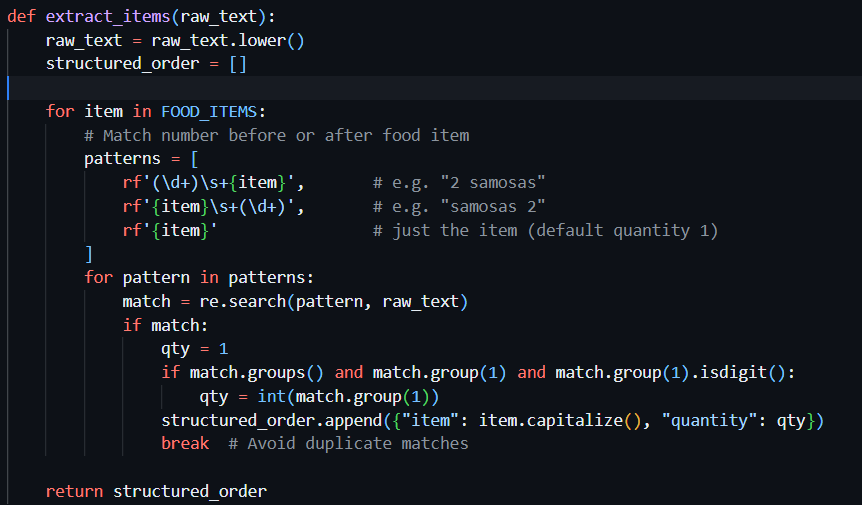 def extract_items(raw_text):
    raw_text = raw_text.lower()
    structured_order = []

    for item in FOOD_ITEMS:
        # Match number before or after food item
        patterns = [
            rf'(\d+)\s+{item}',       # e.g. "2 samosas"
            rf'{item}\s+(\d+)',       # e.g. "samosas 2"
            rf'{item}'                # just the item (default quantity 1)
        ]
        for pattern in patterns:
            match = re.search(pattern, raw_text)
            if match:
                qty = 1
                if match.groups() and match.group(1) and match.group(1).isdigit():
                    qty = int(match.group(1))
                structured_order.append({"item": item.capitalize(), "quantity": qty})
                break  # Avoid duplicate matches

    return structured_order